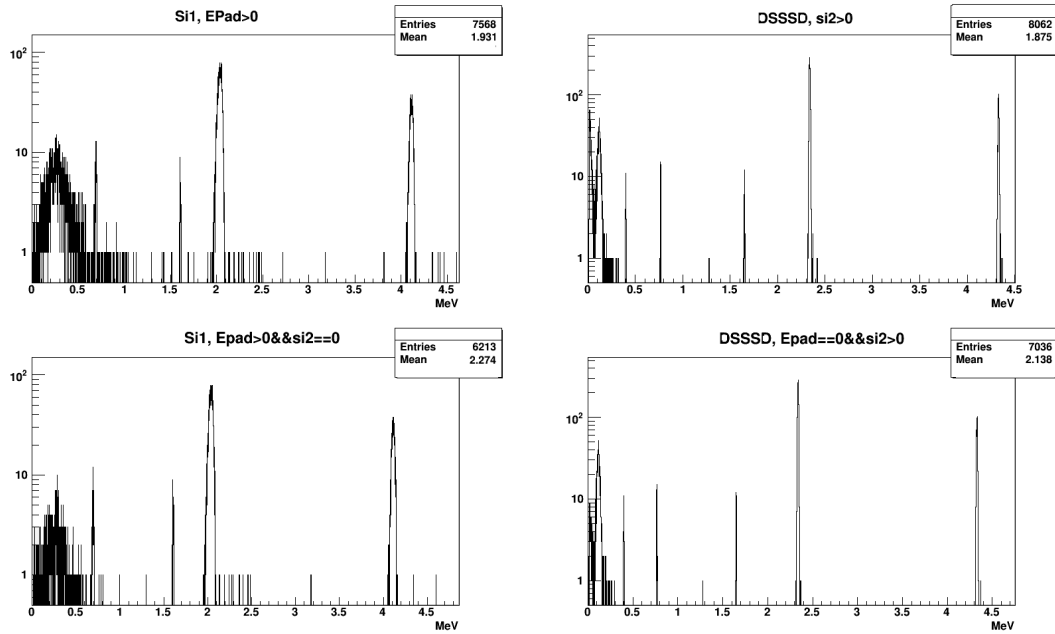 Si1, EPad>0
Entries 7568
Mean 1.931
10²
10
1
0 0.5 1 1.5 2 2.5 3 3.5 4 4.5
MeV
DSSSD, si2>0
Entries 8062
Mean 1.875
10²
10
1
0 0.5 1 1.5 2 2.5 3 3.5 4 4.5
MeV
Si1, Epad>0&&si2==0
Entries 6213
Mean 2.274
10²
10
1
0 0.5 1 1.5 2 2.5 3 3.5 4 4.5
MeV
DSSSD, Epad==0&&si2>0
Entries 7036
Mean 2.138
10²
10
1
0 0.5 1 1.5 2 2.5 3 3.5 4 4.5
MeV